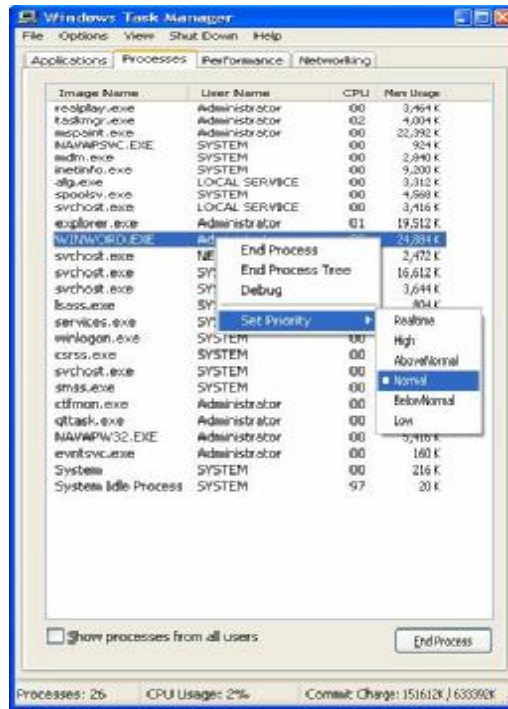 Windows Task Manager
File Options View Shut Down Help
Applications Processes Performance Networking
Image Name User Name CPU Mem Usage
realplay.exe Administrator 00 3,464 K
taskmgr.exe Administrator 02 4,004 K
mspaint.exe Administrator 00 22,392 K
NAVAPSVC.EXE SYSTEM 00 924 K
mdm.exe SYSTEM 00 2,840 K
inetinfo.exe SYSTEM 00 9,200 K
alg.exe LOCAL SERVICE 00 3,312 K
spoolsv.exe SYSTEM 00 4,568 K
svchost.exe LOCAL SERVICE 00 3,416 K
explorer.exe Administrator 01 19,512 K
WINWORD.EXE Ad 24,884 K
svchost.exe NE 2,472 K
svchost.exe SY 16,612 K
svchost.exe SY 3,644 K
lsass.exe SY 804 K
services.exe SY
winlogon.exe SYSTEM 00
csrss.exe SYSTEM 00
svchost.exe SYSTEM 00
smss.exe SYSTEM 00
ctfmon.exe Administrator 00
qttask.exe Administrator 00
NAVAPW32.EXE Administrator 00 5,416 K
evntsvc.exe Administrator 00 160 K
System SYSTEM 00 216 K
System Idle Process SYSTEM 97 20 K
End Process
End Process Tree
Debug
Set Priority
Realtime
High
AboveNormal
Normal
BelowNormal
Low
Show processes from all users
End Process
Processes: 26 CPU Usage: 2% Commit Charge: 151612K / 633392K